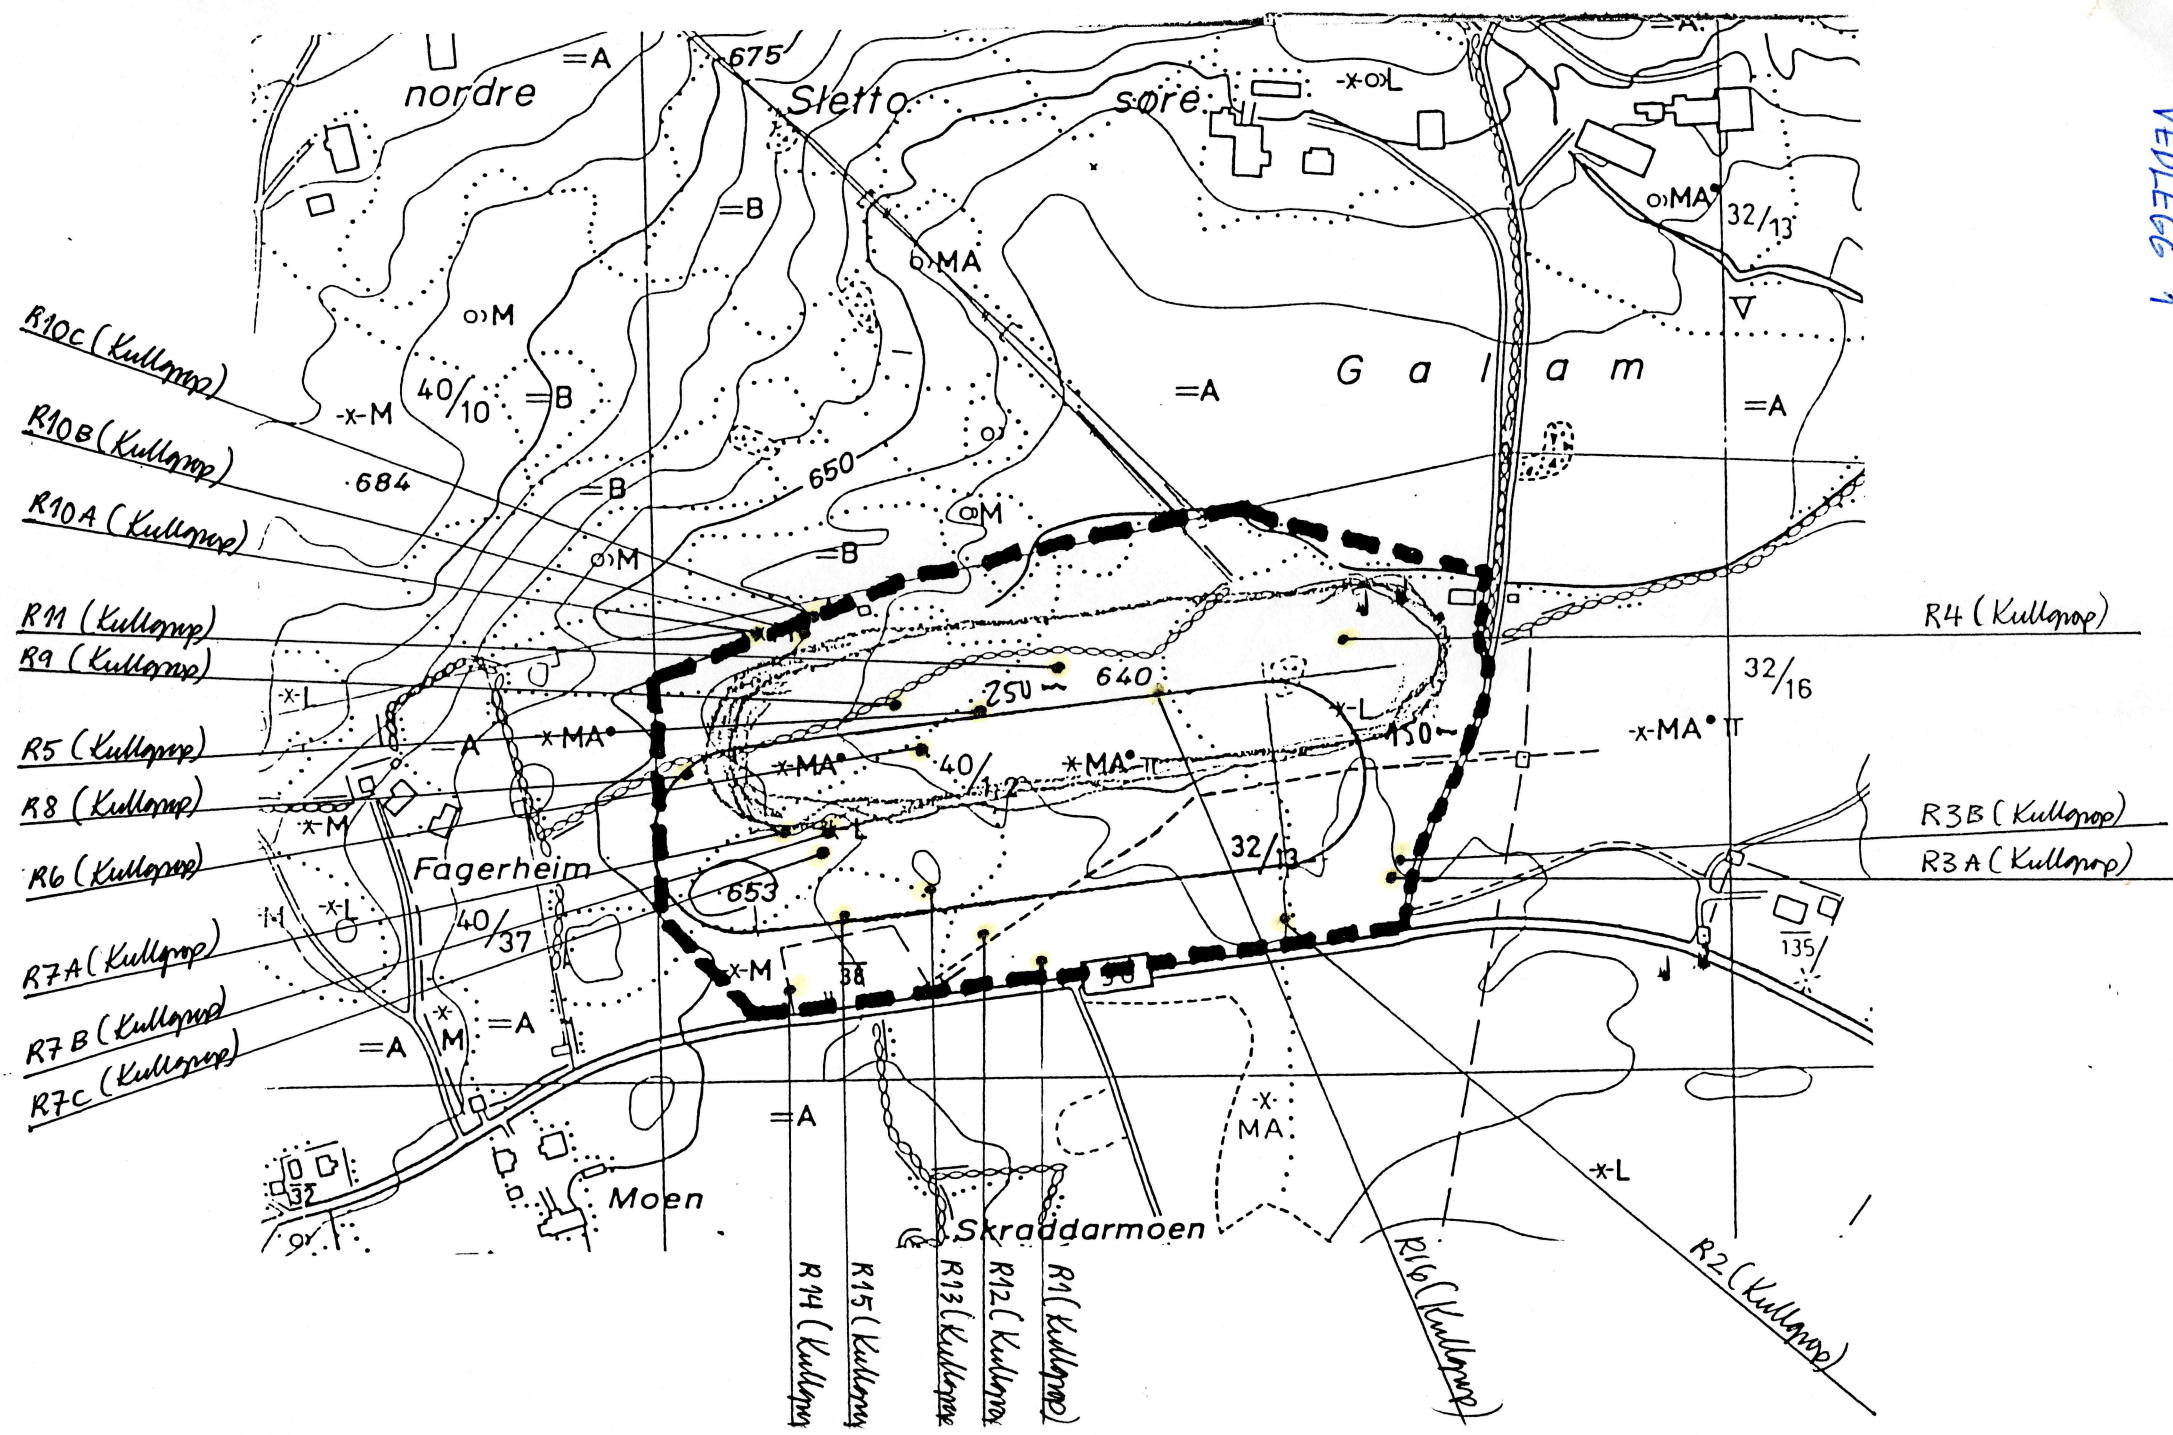 VEDLEGG 1
675
=A
=A.
nordre
Sletto
søre
-x-o)L
=B
o)MA
o)MA
32/13
o)M
R10C (Kullgrop)
40/10
=B
-x-M
=A
Galam
=A
R10B (Kullgrop)
.684
650
=B
R10A (Kullgrop)
o)M
o)M
=B
R11 (Kullgrop)
R4 (Kullgrop)
R9 (Kullgrop)
250 m
640
32/16
-x-L
x-L
R5 (Kullgrop)
=A
x MA
150 m
-x-MA
x-MA
40/12
x MA
R8 (Kullgrop)
-x-M
L
R3B (Kullgrop)
R6 (Kullgrop)
Fagerheim
32/13
R3A (Kullgrop)
653
-x-L
40/37
135
R7A (Kullgrop)
-x-M
38
R7B (Kullgrop)
-x-
M
=A
=A
R7C (Kullgrop)
=A
-x-
MA
-x-L
32
Moen
Skraddarmoen
R14 (Kullgrop
R15 (Kullgrop
R13 (Kullgrop
R12 (Kullgrop
R1 (Kullgrop)
R16 (Kullgrop)
R2 (Kullgrop)